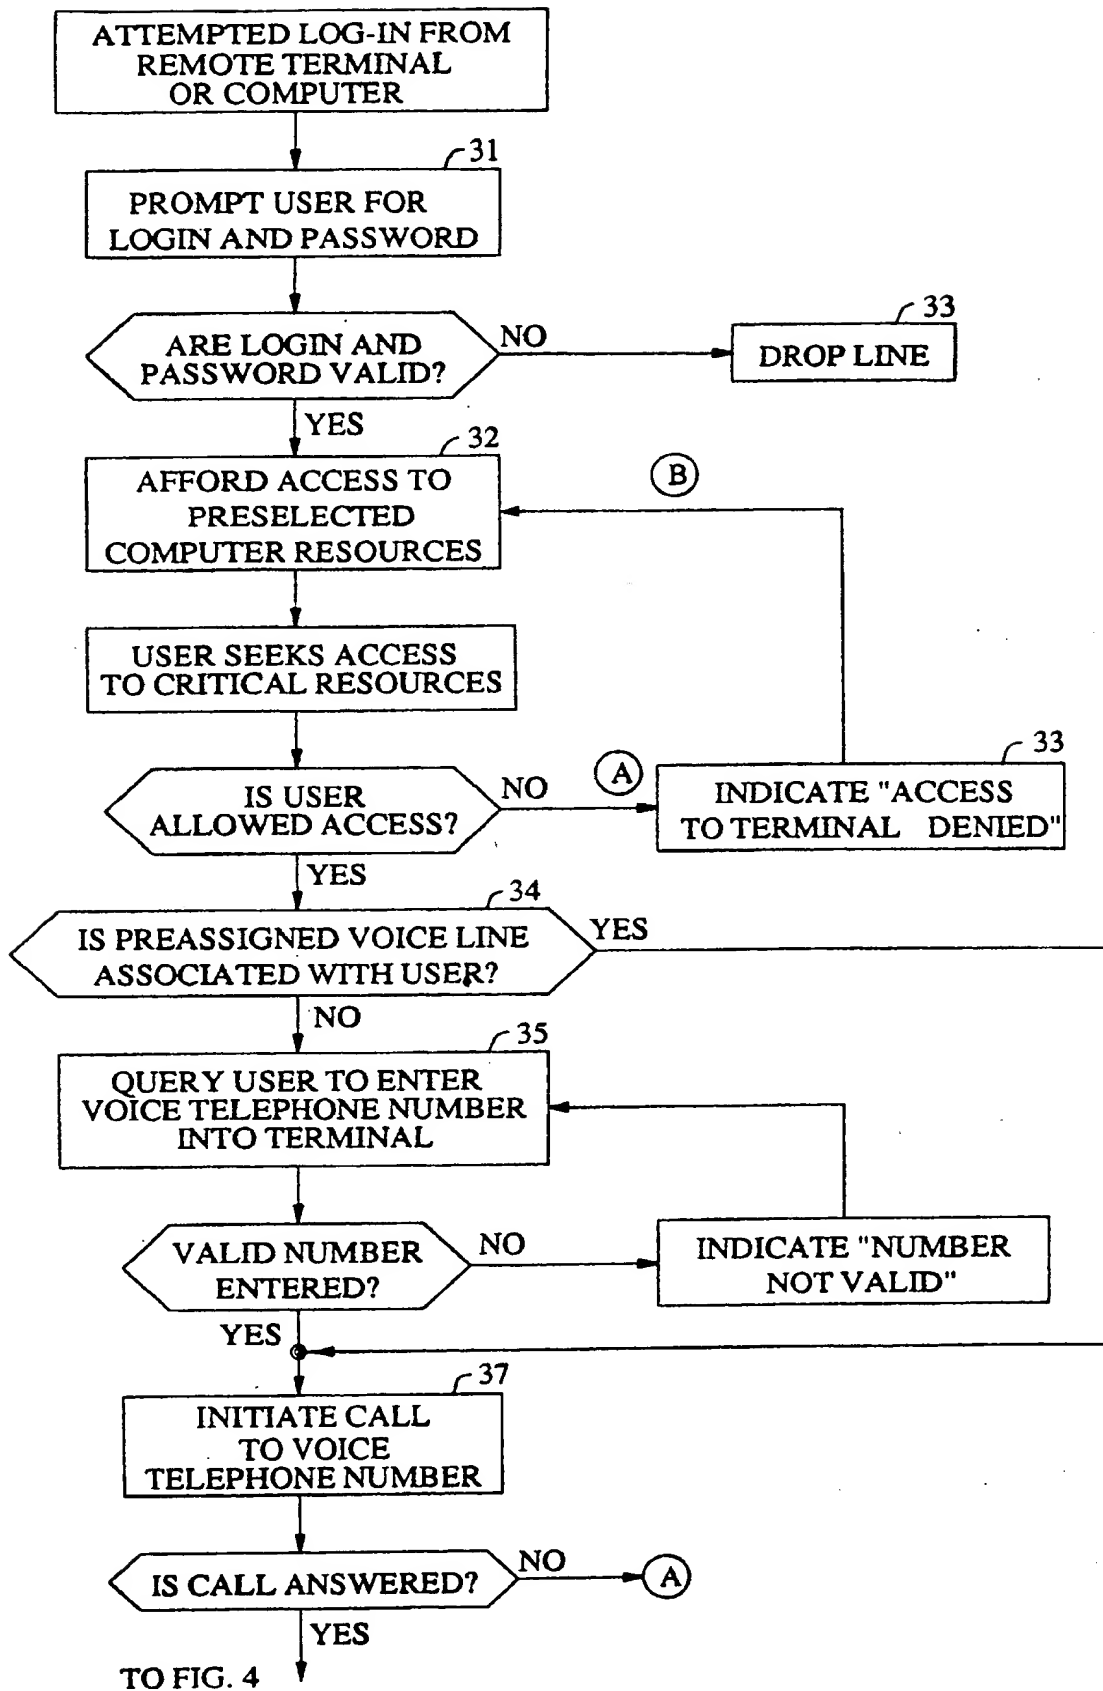 ATTEMPTED LOG-IN FROM
REMOTE TERMINAL
OR COMPUTER
31
PROMPT USER FOR
LOGIN AND PASSWORD
ARE LOGIN AND
PASSWORD VALID?
NO
33
DROP LINE
YES
32
AFFORD ACCESS TO
PRESELECTED
COMPUTER RESOURCES
B
USER SEEKS ACCESS
TO CRITICAL RESOURCES
IS USER
ALLOWED ACCESS?
NO
A
33
INDICATE "ACCESS
TO TERMINAL DENIED"
YES
34
IS PREASSIGNED VOICE LINE
ASSOCIATED WITH USER?
YES
NO
35
QUERY USER TO ENTER
VOICE TELEPHONE NUMBER
INTO TERMINAL
VALID NUMBER
ENTERED?
NO
INDICATE "NUMBER
NOT VALID"
YES
37
INITIATE CALL
TO VOICE
TELEPHONE NUMBER
IS CALL ANSWERED?
NO
A
YES
TO FIG. 4